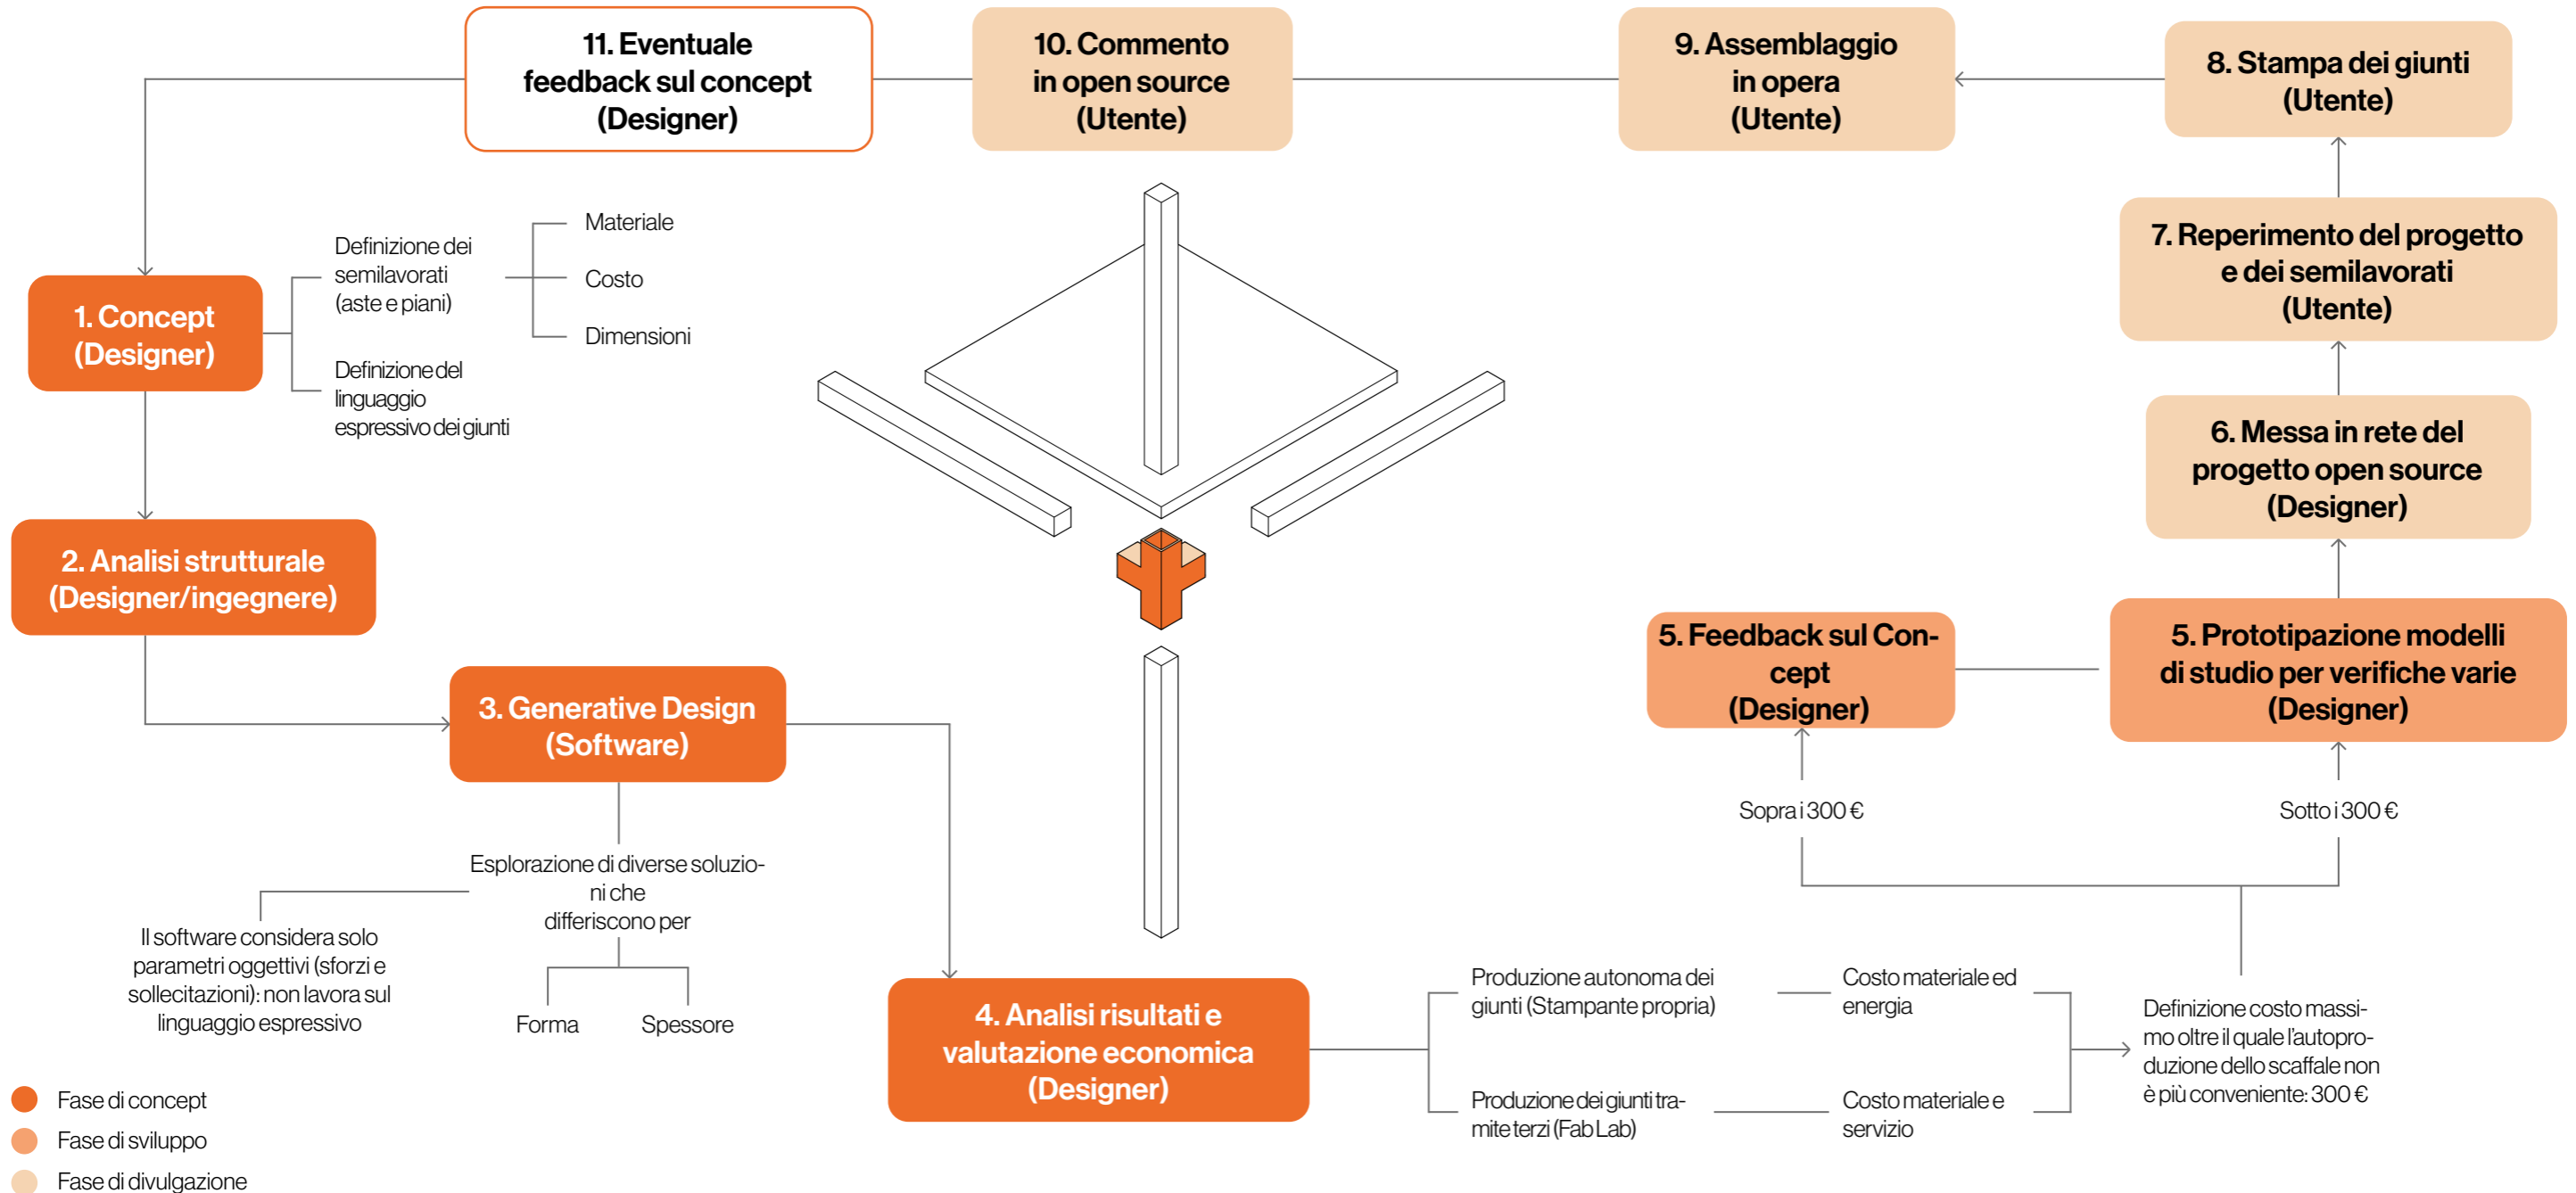 11. Eventuale
feedback sul concept
(Designer)
10. Commento
in open source
(Utente)
9. Assemblaggio
in opera
(Utente)
8. Stampa dei giunti
(Utente)
7. Reperimento del progetto
e dei semilavorati
(Utente)
6. Messa in rete del
progetto open source
(Designer)
1. Concept
(Designer)
Definizione dei
semilavorati
(aste e piani)
Materiale
Costo
Dimensioni
Definizione del
linguaggio
espressivo dei giunti
2. Analisi strutturale
(Designer/ingegnere)
3. Generative Design
(Software)
Esplorazione di diverse soluzio-
ni che
differiscono per
Il software considera solo
parametri oggettivi (sforzi e
sollecitazioni): non lavora sul
linguaggio espressivo
Forma
Spessore
4. Analisi risultati e
valutazione economica
(Designer)
Produzione autonoma dei
giunti (Stampante propria)
Costo materiale ed
energia
Produzione dei giunti tra-
mite terzi (Fab Lab)
Costo materiale e
servizio
Definizione costo massi-
mo oltre il quale l'autopro-
duzione dello scaffale non
è più conveniente: 300 €
Sopra i 300 €
Sotto i 300 €
5. Feedback sul Con-
cept
(Designer)
5. Prototipazione modelli
di studio per verifiche varie
(Designer)
Fase di concept
Fase di sviluppo
Fase di divulgazione